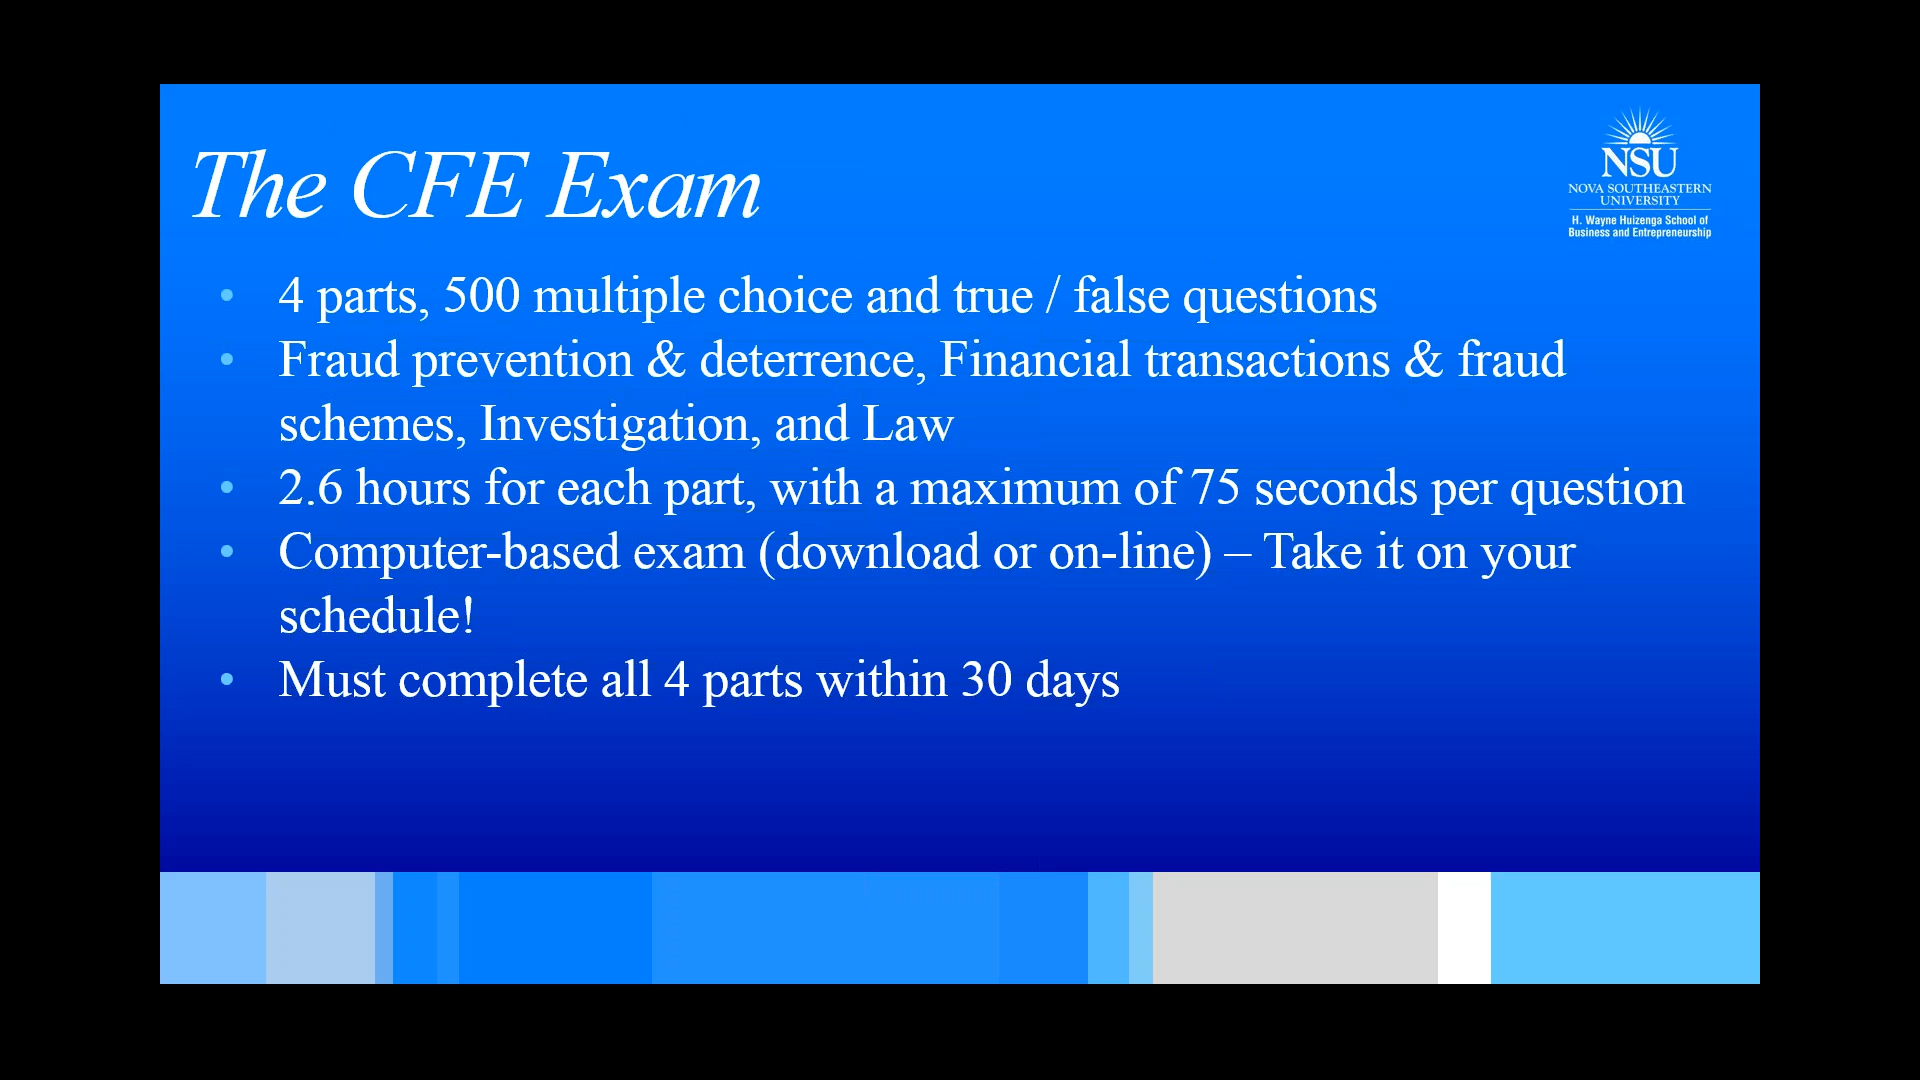 The CFE Exam
NSU
NOVA SOUTHEASTERN
UNIVERSITY
H. Wayne Huizenga School of
Business and Entrepreneurship
• 4 parts, 500 multiple choice and true / false questions
• Fraud prevention & deterrence, Financial transactions & fraud
schemes, Investigation, and Law
• 2.6 hours for each part, with a maximum of 75 seconds per question
• Computer-based exam (download or on-line) – Take it on your
schedule!
• Must complete all 4 parts within 30 days